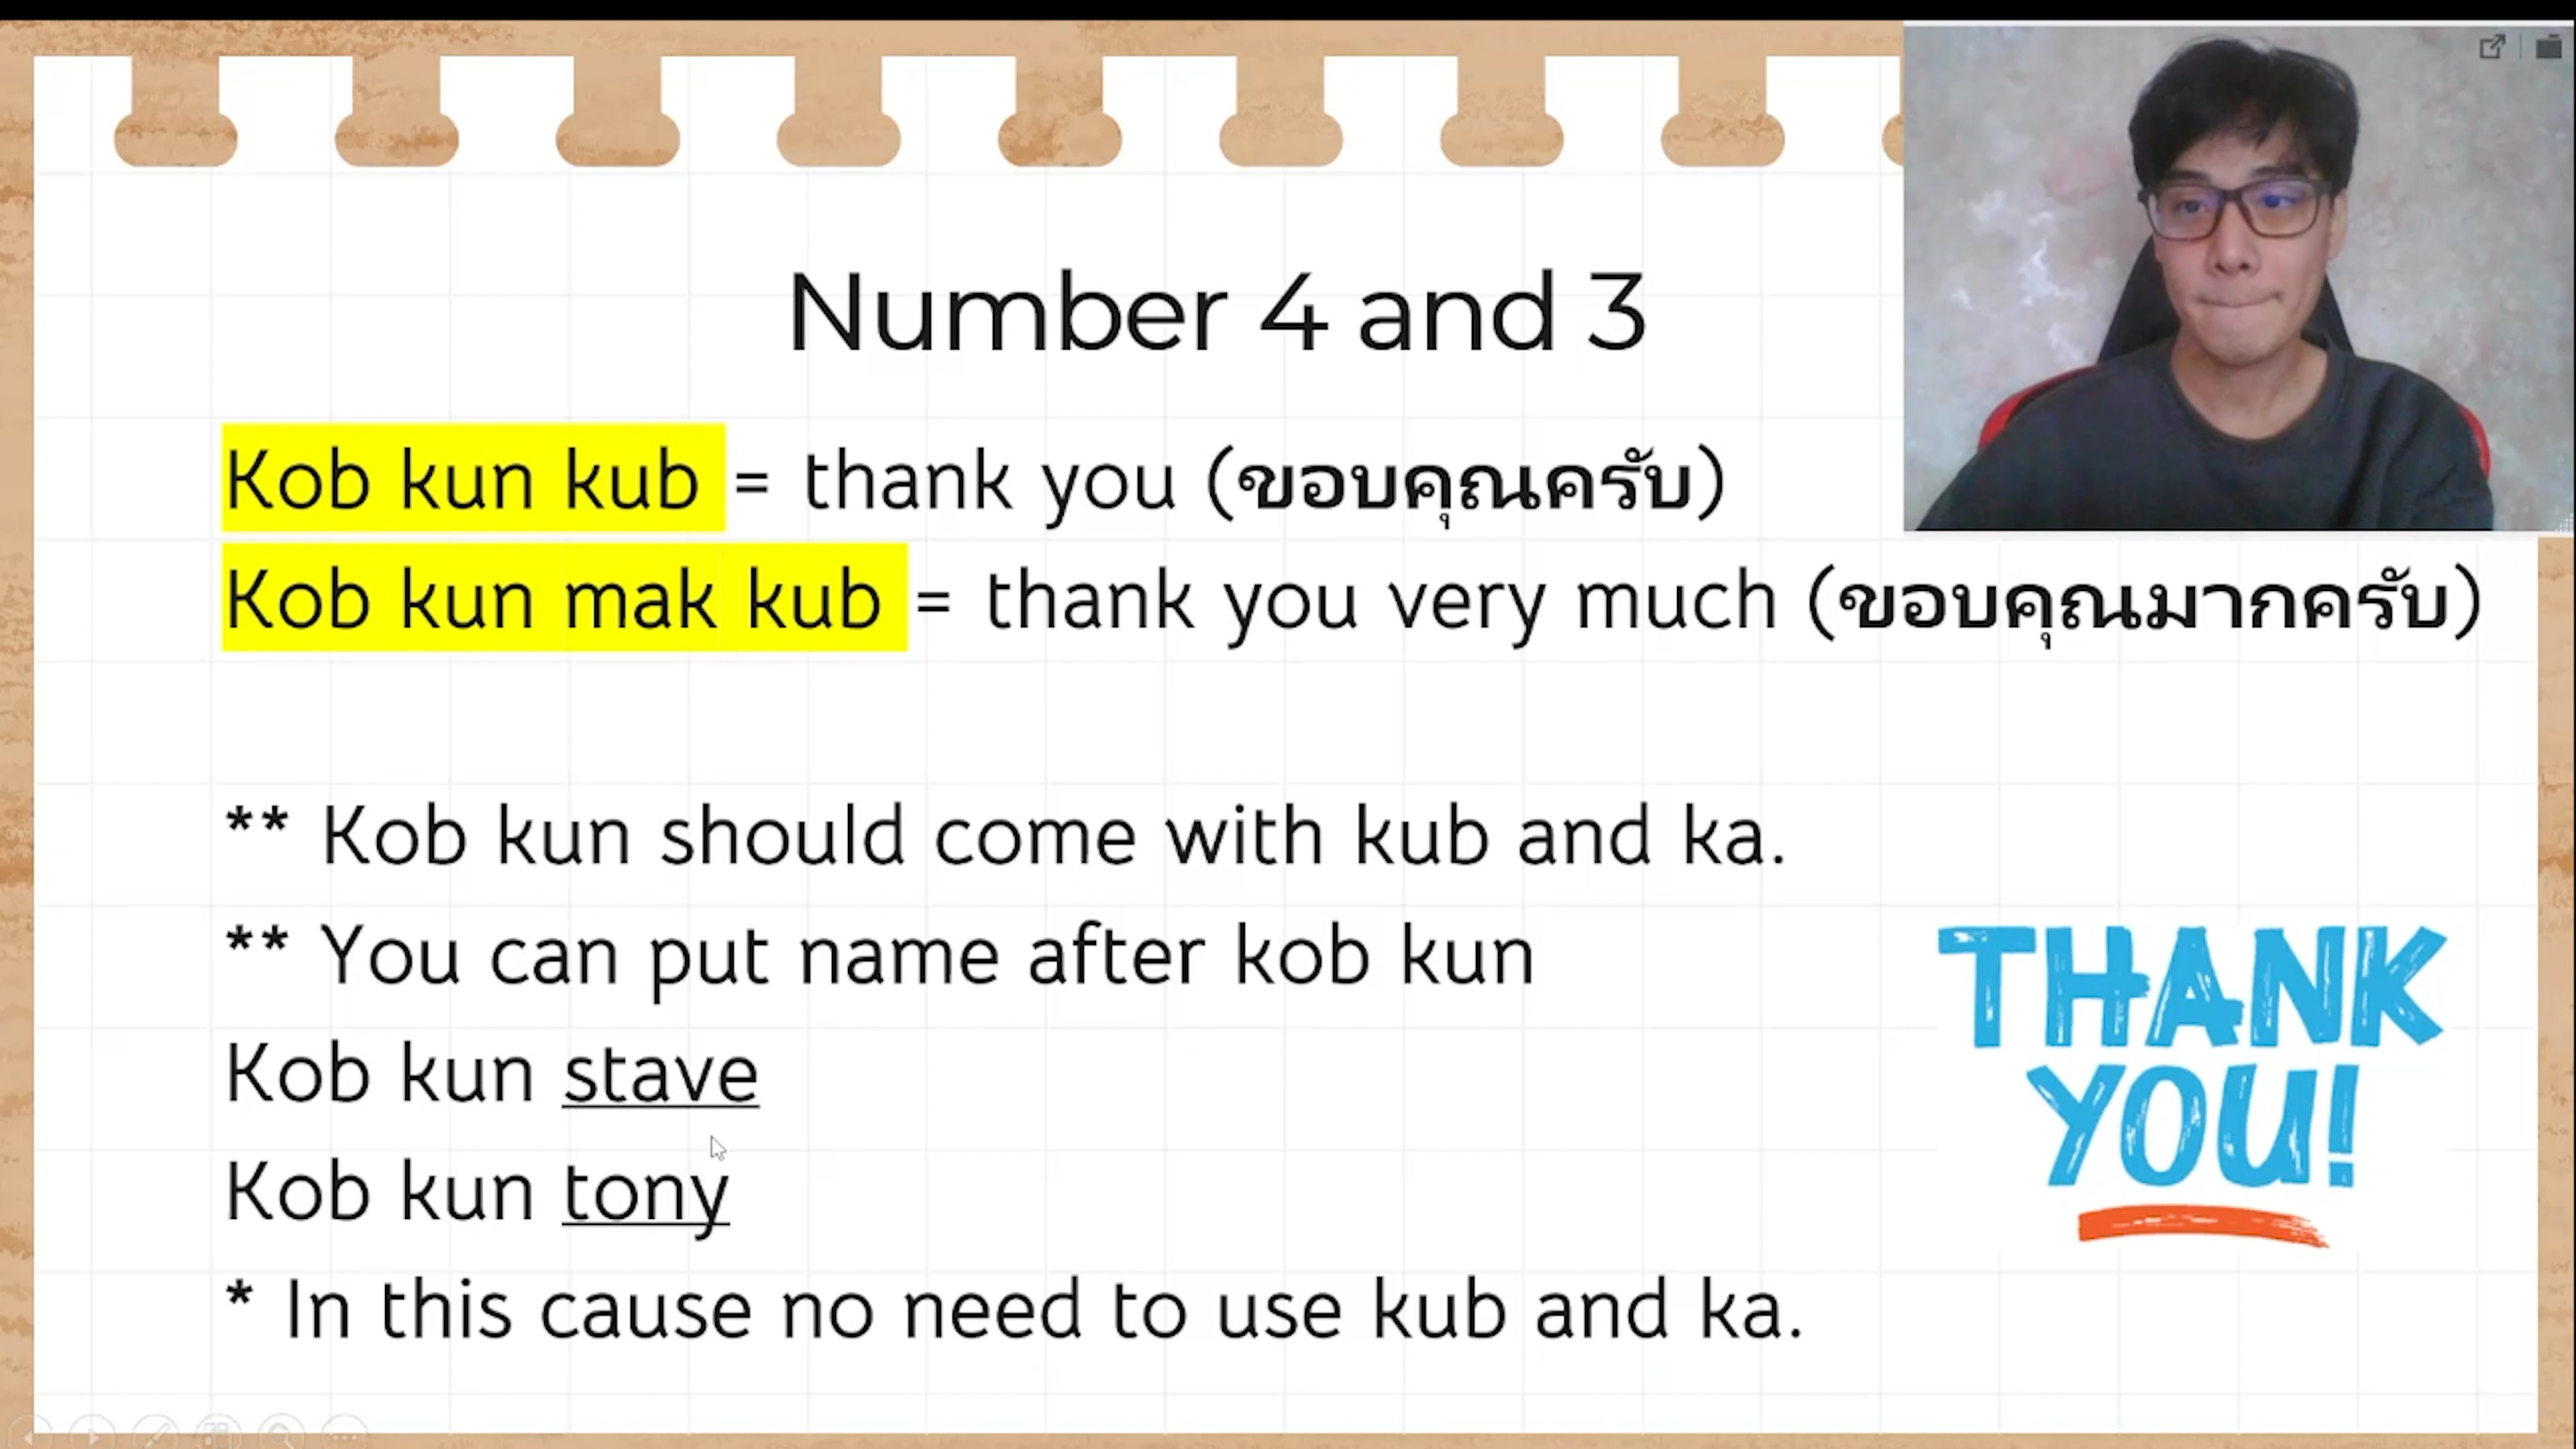 Number 4 and 3
Kob kun kub = thank you (ขอบคุณครับ)
Kob kun mak kub = thank you very much (ขอบคุณมากครับ)
** Kob kun should come with kub and ka.
** You can put name after kob kun
Kob kun stave
Kob kun tony
* In this cause no need to use kub and ka.
THANK
YOU!